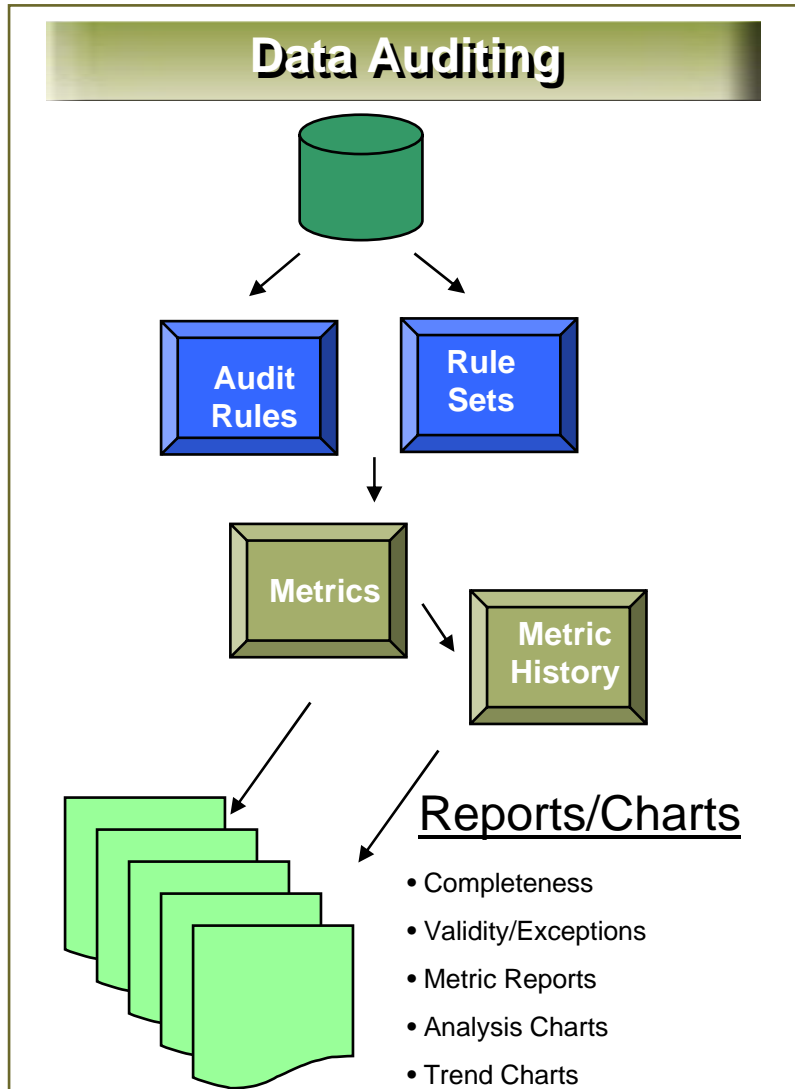 Data Auditing
Audit
Rules
Rule
Sets
Metrics
Metric
History
Reports/Charts
• Completeness
• Validity/Exceptions
• Metric Reports
• Analysis Charts
• Trend Charts